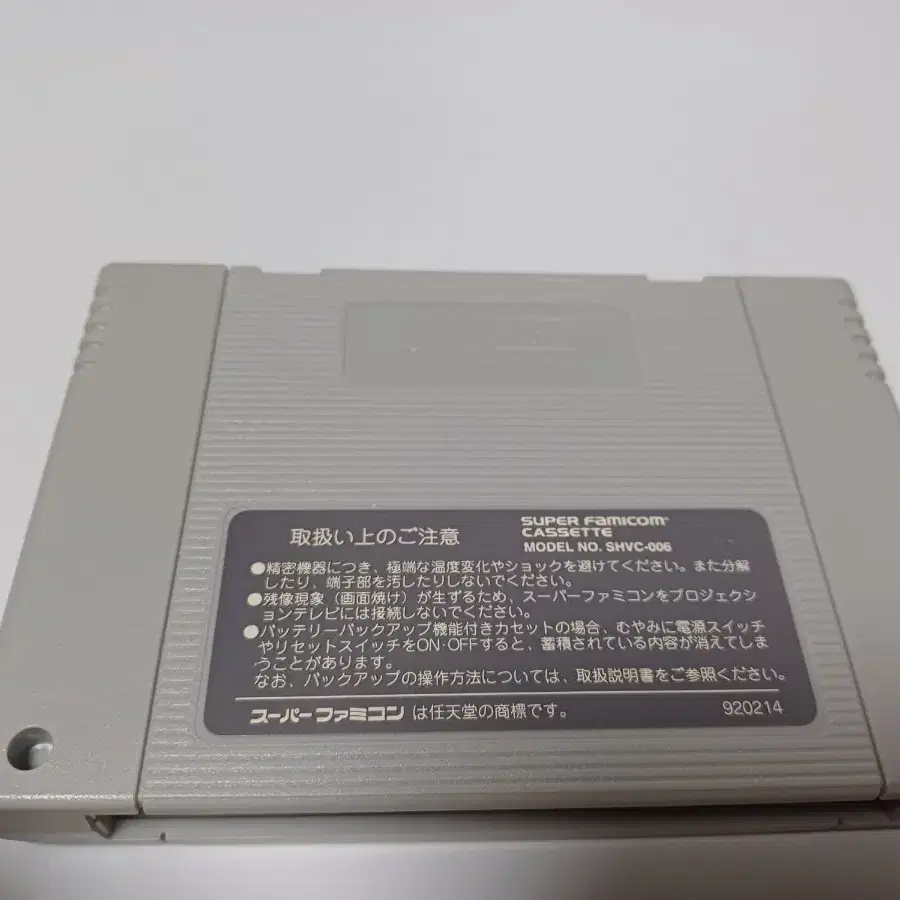 取扱い上のご注意
SUPER FAMICOM
CASSETTE
MODEL NO. SHVC-006
●精密機器につき、極端な温度変化やショックを避けてください。また分解
したり、端子部を汚したりしないでください。
●残像現象（画面焼け）が生ずるため、スーパーファミコンをプロジェクシ
ョンテレビには接続しないでください。
●バッテリーバックアップ機能付きカセットの場合、むやみに電源スイッチ
やリセットスイッチをON·OFFすると、蓄積されている内容が消えてしま
うことがあります。
なお、バックアップの操作方法については、取扱説明書をご参照ください。
スーパーファミコン は任天堂の商標です。
920214